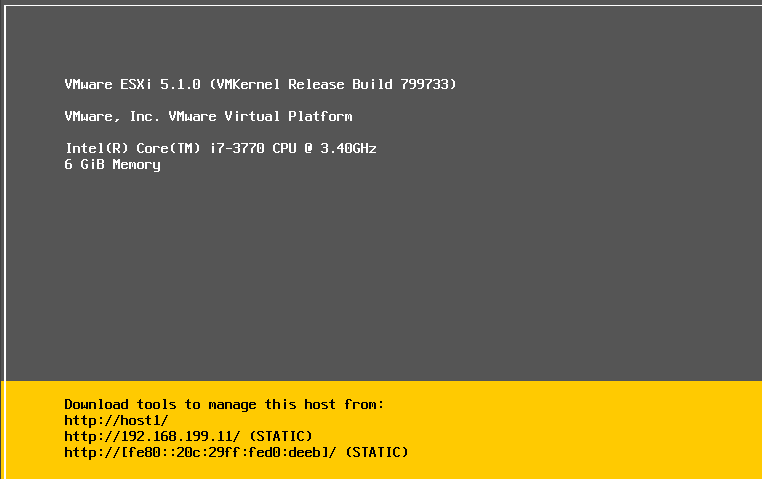 VMware ESXi 5.1.0 (VMKernel Release Build 799733)
VMware, Inc. VMware Virtual Platform
Intel(R) Core(TM) i7-3770 CPU @ 3.40GHz
6 GiB Memory
Download tools to manage this host from:
http://host1/
http://192.168.199.11/ (STATIC)
http://[fe80::20c:29ff:fed0:deeb]/ (STATIC)